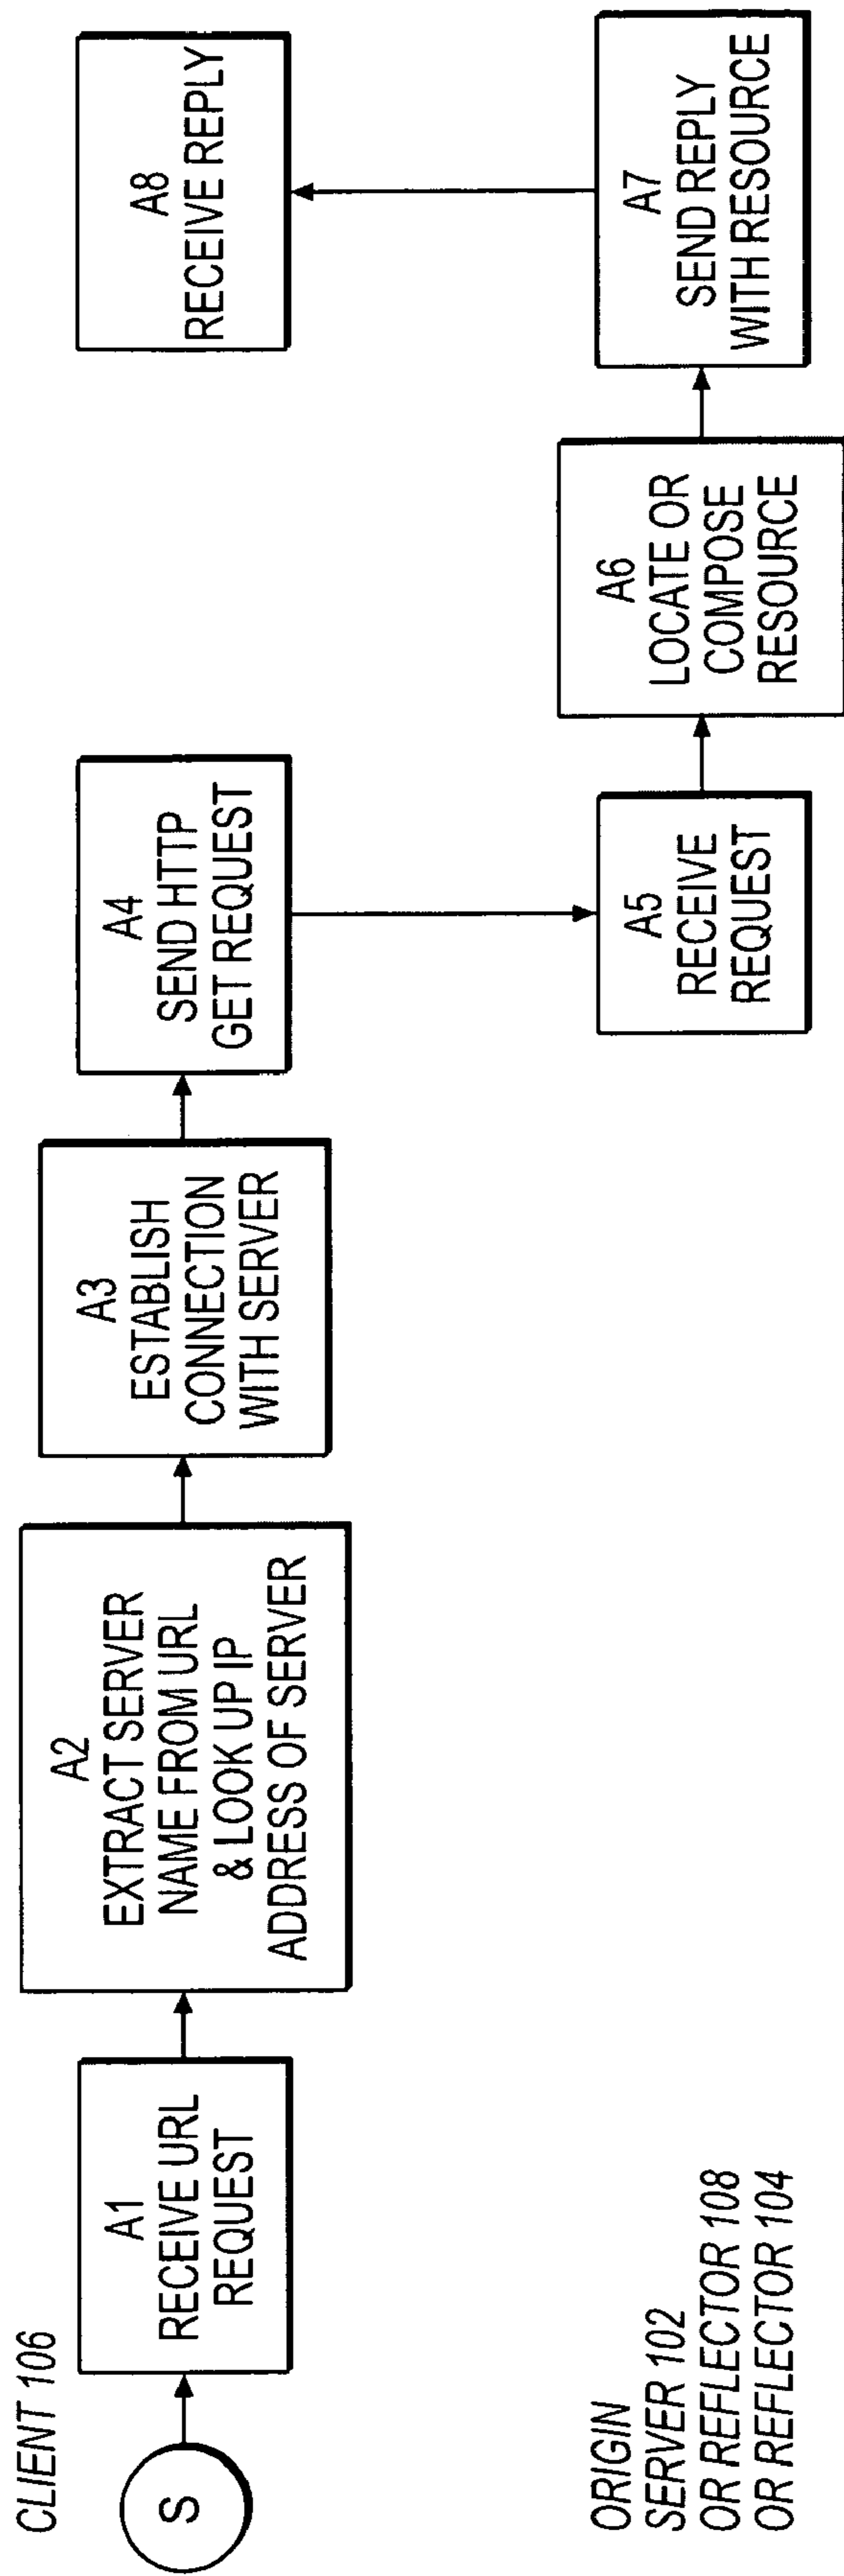 CLIENT 106
S
A1
RECEIVE URL
REQUEST
A2
EXTRACT SERVER
NAME FROM URL
& LOOK UP IP
ADDRESS OF SERVER
A3
ESTABLISH
CONNECTION
WITH SERVER
A4
SEND HTTP
GET REQUEST
A8
RECEIVE REPLY
ORIGIN
SERVER 102
OR REFLECTOR 108
OR REFLECTOR 104
A5
RECEIVE
REQUEST
A6
LOCATE OR
COMPOSE
RESOURCE
A7
SEND REPLY
WITH RESOURCE